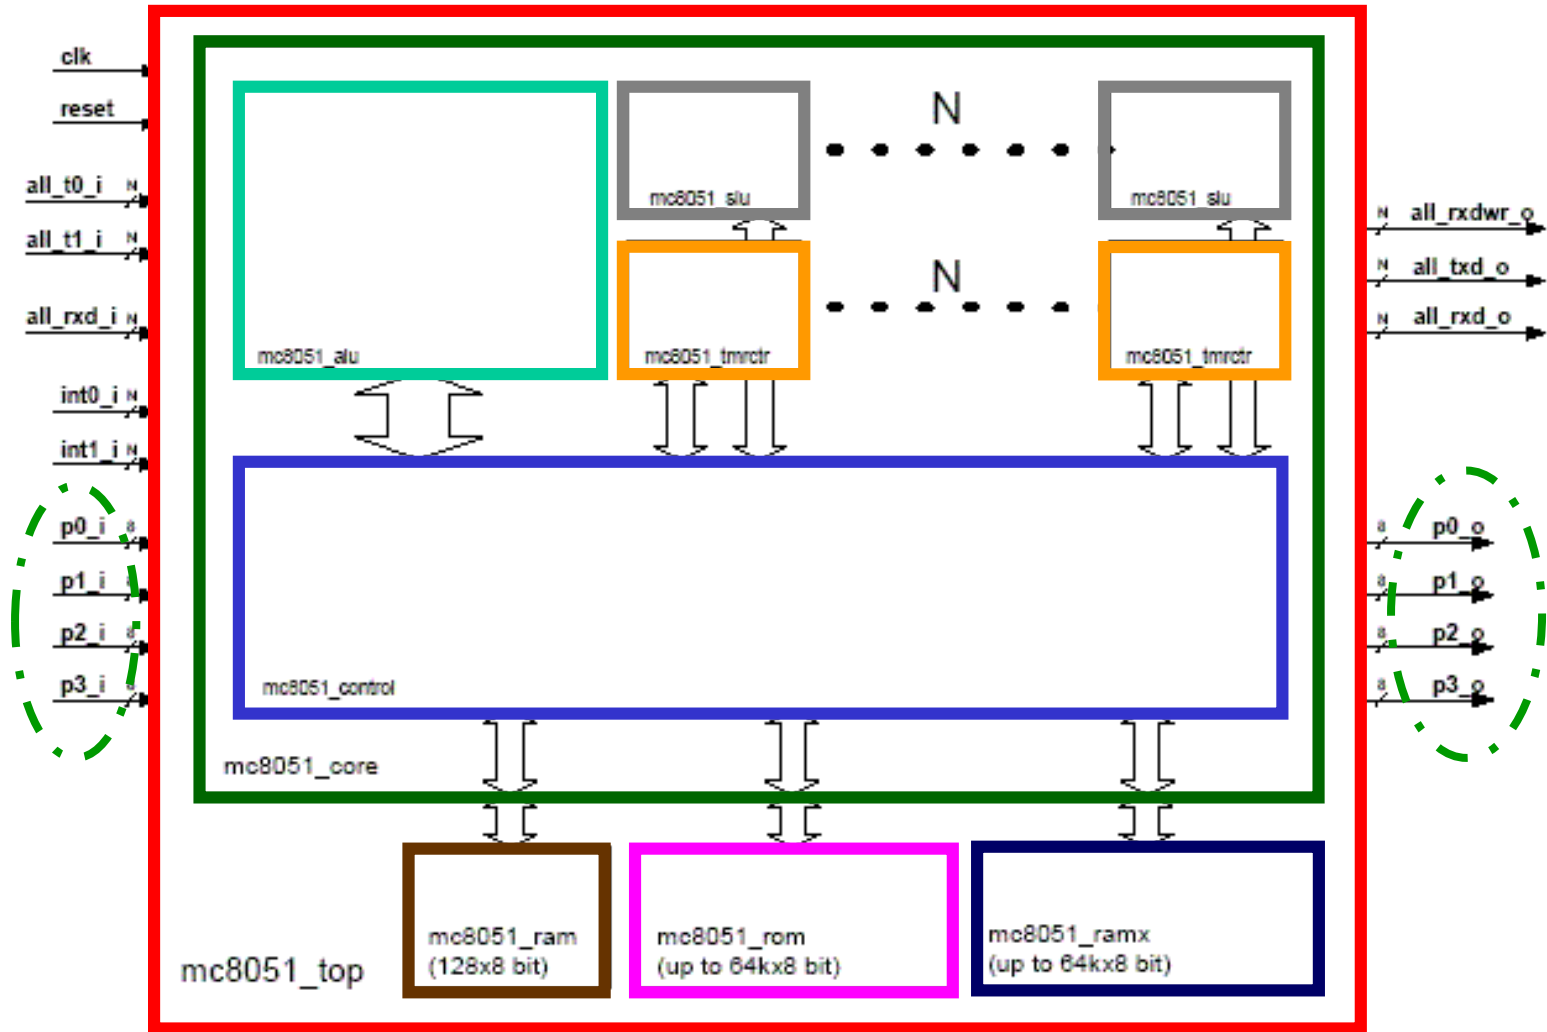 clk
reset
all_t0_i N
all_t1_i N
all_rxd_i N
int0_i N
int1_i N
p0_i 8
p1_i 8
p2_i 8
p3_i 8
mc8051_alu
mc8051_siu
N
mc8051_siu
mc8051_tmrctr
N
mc8051_tmrctr
mc8051_control
mc8051_core
mc8051_ram
(128x8 bit)
mc8051_rom
(up to 64kx8 bit)
mc8051_ramx
(up to 64kx8 bit)
mc8051_top
N all_rxdwr_o
N all_txd_o
N all_rxd_o
8 p0_o
8 p1_o
8 p2_o
8 p3_o